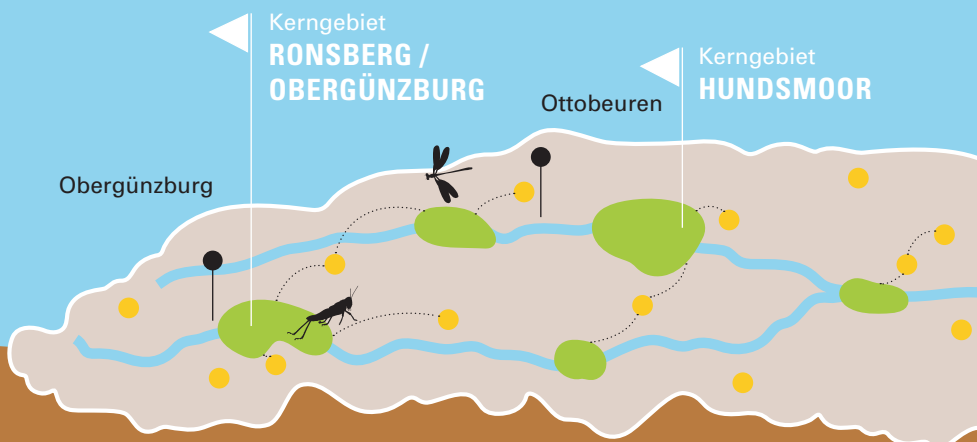 Kerngebiet
RONSBERG /
OBERGÜNZBURG
Kerngebiet
HUNDSMOOR
Ottobeuren
Obergünzburg